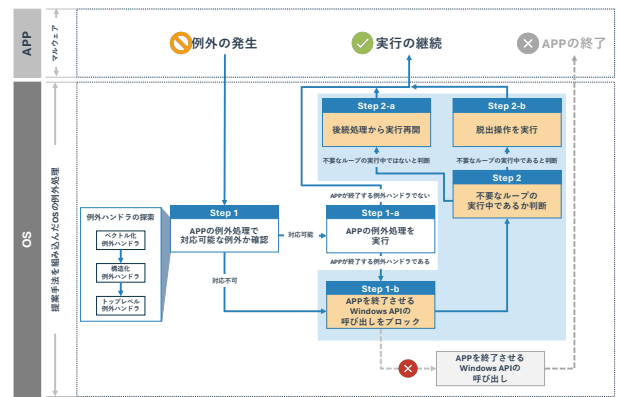 APP
マルウェア
例外の発生
実行の継続
APPの終了
OS
提案手法を組み込んだOSの例外処理
Step 2-a
後続処理から実行再開
Step 2-b
脱出操作を実行
不要なループの実行中ではないと判断
不要なループの実行中であると判断
Step 2
不要なループの
実行中であるか判断
APPが終了する例外ハンドラでない
例外ハンドラの探索
ベクトル化
例外ハンドラ
構造化
例外ハンドラ
トップレベル
例外ハンドラ
Step 1
APPの例外処理で
対応可能な例外か確認
対応可能
Step 1-a
APPの例外処理を
実行
APPが終了する例外ハンドラである
対応不可
Step 1-b
APPを終了させる
Windows APIの
呼び出しをブロック
APPを終了させる
Windows APIの
呼び出し